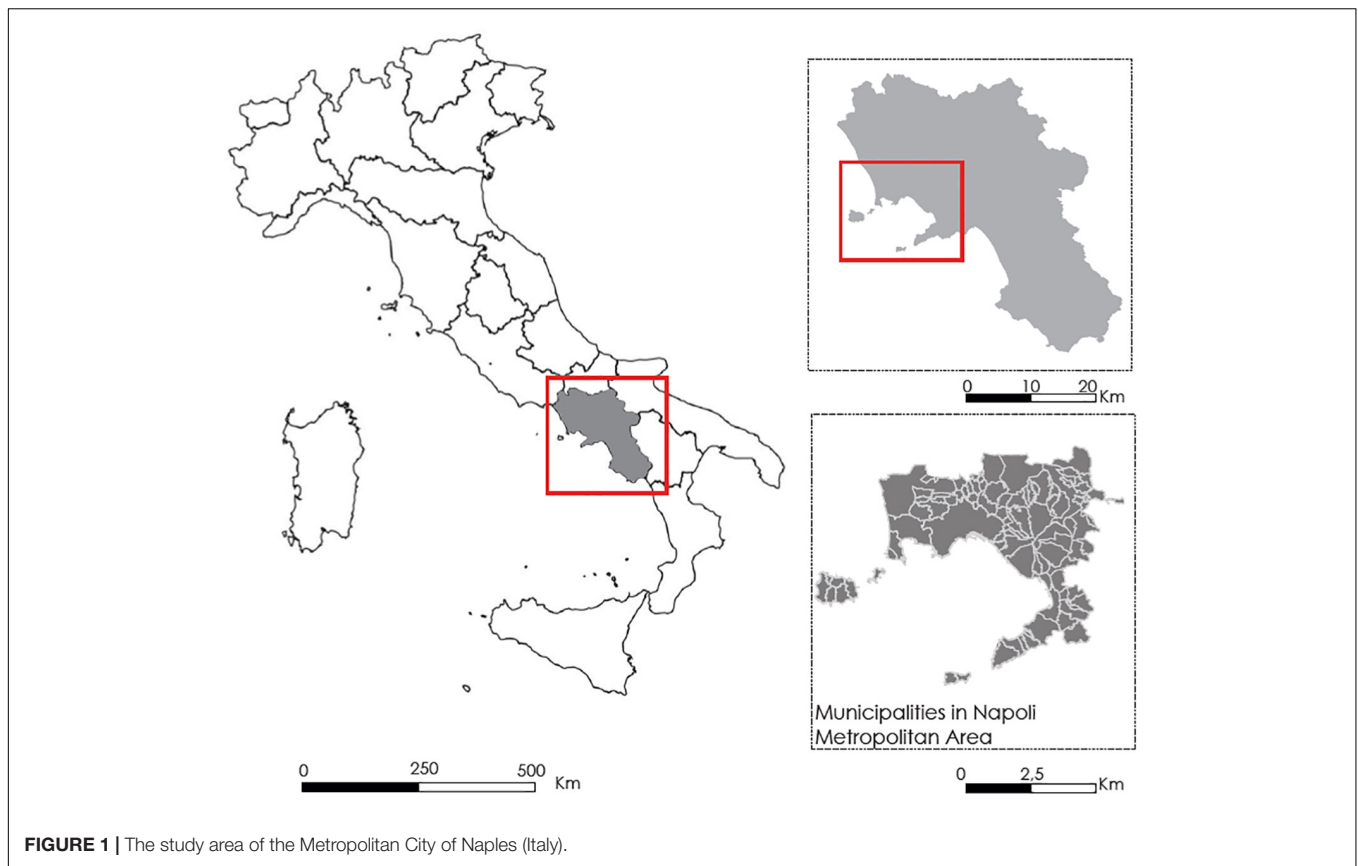 0 10 20 Km
Municipalities in Napoli
Metropolitan Area
0 250 500 Km
0 2,5 Km
FIGURE 1 | The study area of the Metropolitan City of Naples (Italy).